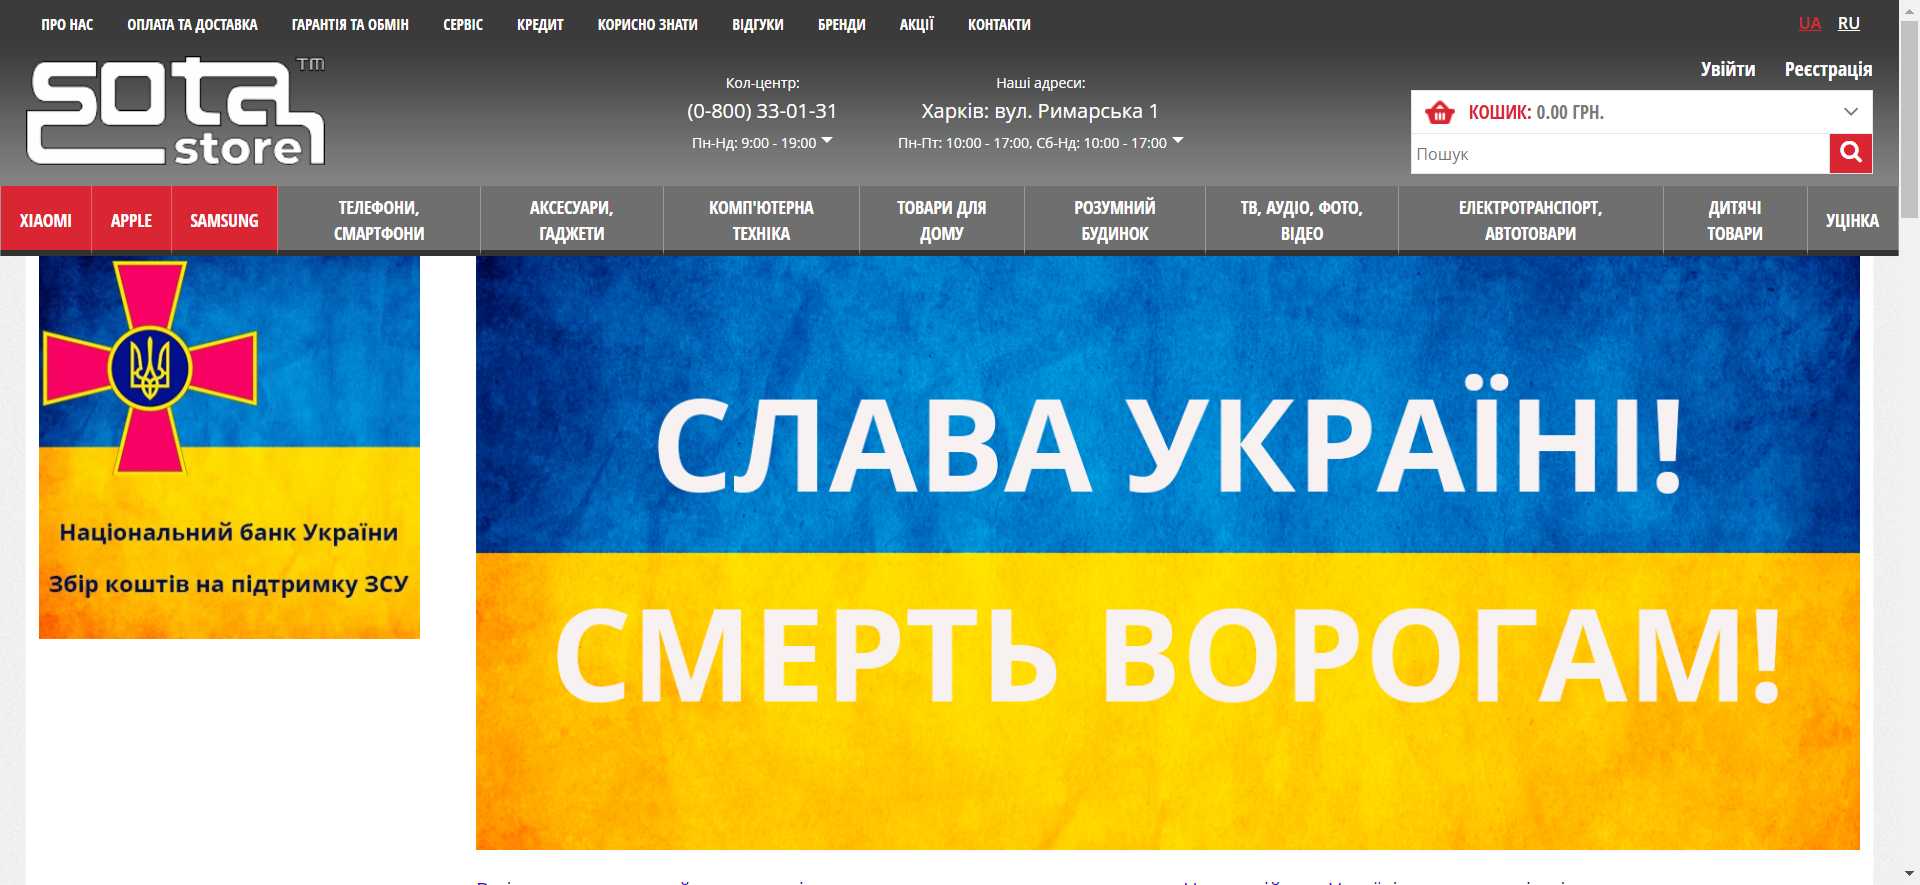 ПРО НАС ОПЛАТА ТА ДОСТАВКА ГАРАНТІЯ ТА ОБМІН СЕРВІС КРЕДИТ КОРИСНО ЗНАТИ ВІДГУКИ БРЕНДИ АКЦІЇ КОНТАКТИ UA RU
sota store TM
Кол-центр:
(0-800) 33-01-31
Пн-Нд: 9:00 - 19:00
Наші адреси:
Харків: вул. Римарська 1
Пн-Пт: 10:00 - 17:00, Сб-Нд: 10:00 - 17:00
Увійти Реєстрація
КОШИК: 0.00 ГРН.
Пошук
XIAOMI
APPLE
SAMSUNG
ТЕЛЕФОНИ,
СМАРТФОНИ
АКСЕСУАРИ,
ГАДЖЕТИ
КОМП'ЮТЕРНА
ТЕХНІКА
ТОВАРИ ДЛЯ
ДОМУ
РОЗУМНИЙ
БУДИНОК
ТВ, АУДІО, ФОТО,
ВІДЕО
ЕЛЕКТРОТРАНСПОРТ,
АВТОТОВАРИ
ДИТЯЧІ
ТОВАРИ
УЦІНКА
Національний банк України
Збір коштів на підтримку ЗСУ
СЛАВА УКРАЇНІ!
СМЕРТЬ ВОРОГАМ!